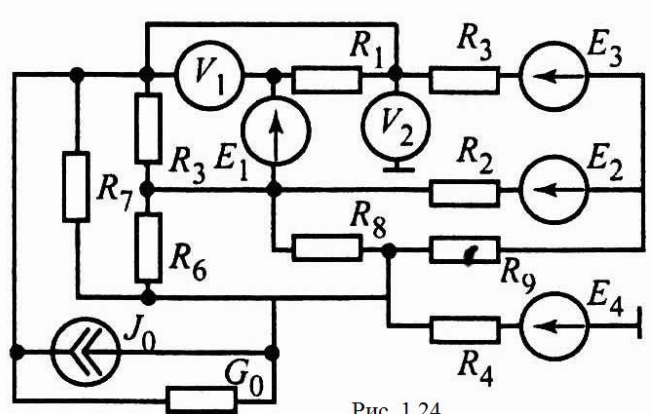 R₁
R₃
E₃
V₁
V₂
R₃
E₁
R₂
E₂
R₇
R₈
R₆
R₉
E₄
J₀
G₀
R₄
Рис. 1.24